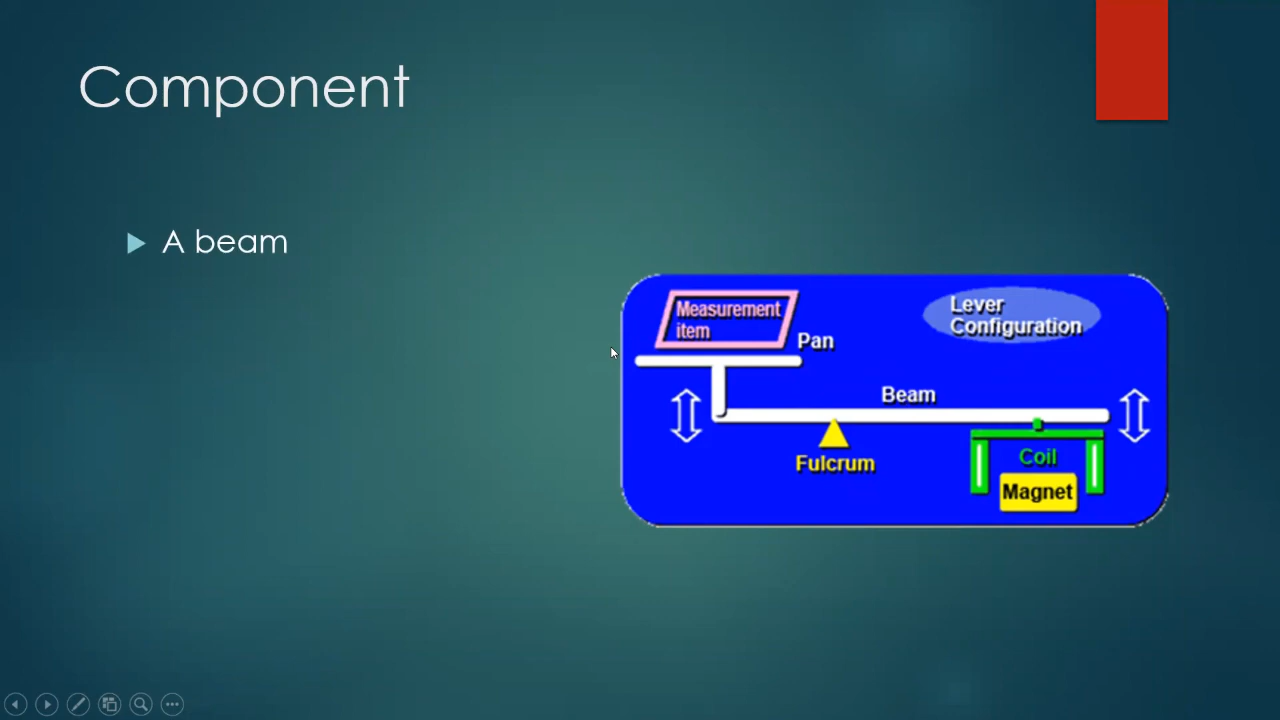 Component
A beam
Measurement
item
Pan
Lever
Configuration
Beam
Fulcrum
Coil
Magnet